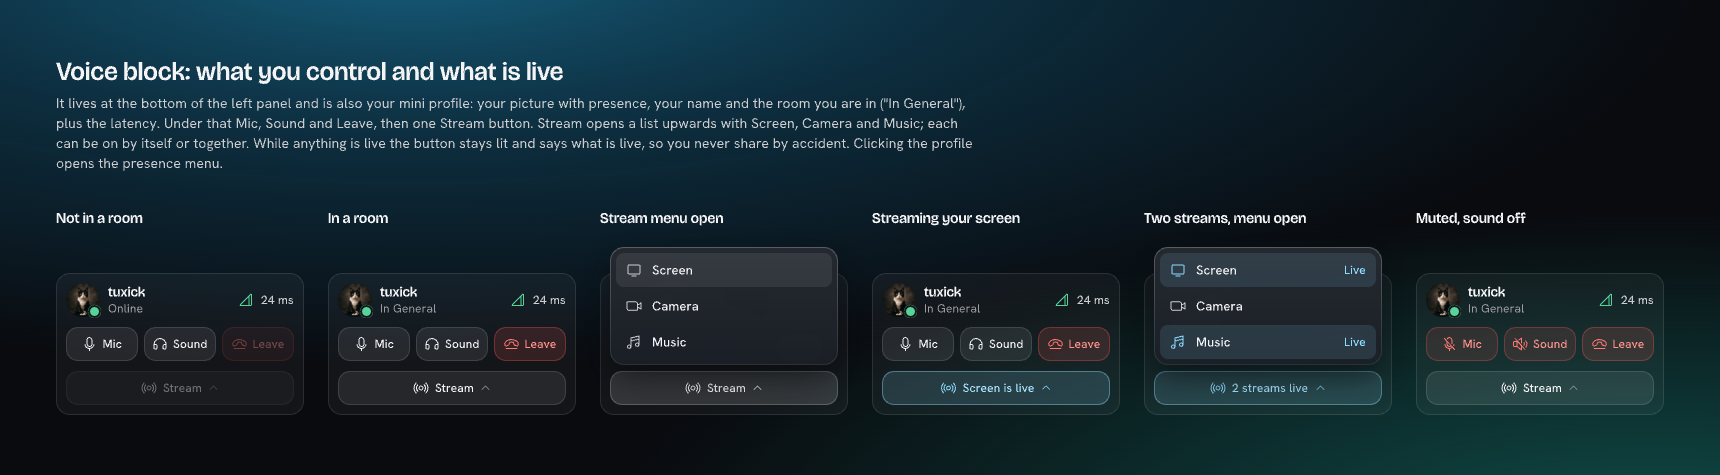 Voice block: what you control and what is live
It lives at the bottom of the left panel and is also your mini profile: your picture with presence, your name and the room you are in ("In General"),
plus the latency. Under that Mic, Sound and Leave, then one Stream button. Stream opens a list upwards with Screen, Camera and Music; each
can be on by itself or together. While anything is live the button stays lit and says what is live, so you never share by accident. Clicking the profile
opens the presence menu.
Not in a room
tuxick
Online
24 ms
Mic
Sound
Leave
Stream
In a room
tuxick
In General
24 ms
Mic
Sound
Leave
Stream
Stream menu open
Screen
Camera
Music
Stream
Streaming your screen
tuxick
In General
24 ms
Mic
Sound
Leave
Screen is live
Two streams, menu open
Screen
Live
Camera
Music
Live
2 streams live
Muted, sound off
tuxick
In General
24 ms
Mic
Sound
Leave
Stream